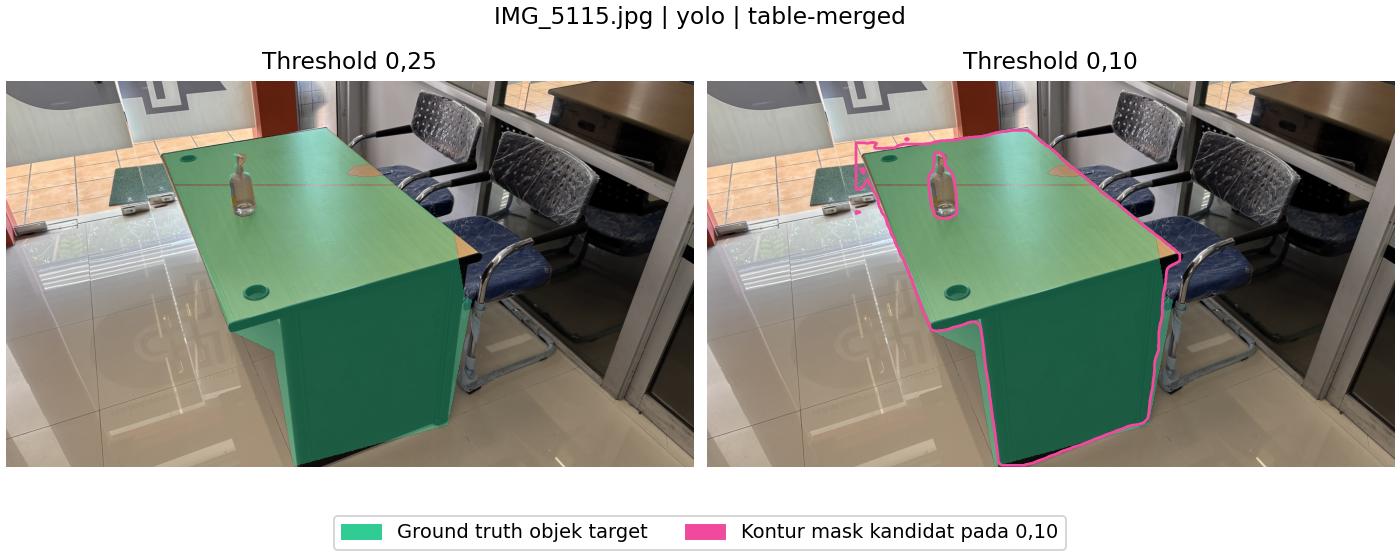 IMG_5115.jpg | yolo | table-merged
Threshold 0,25
Threshold 0,10
Ground truth objek target
Kontur mask kandidat pada 0,10